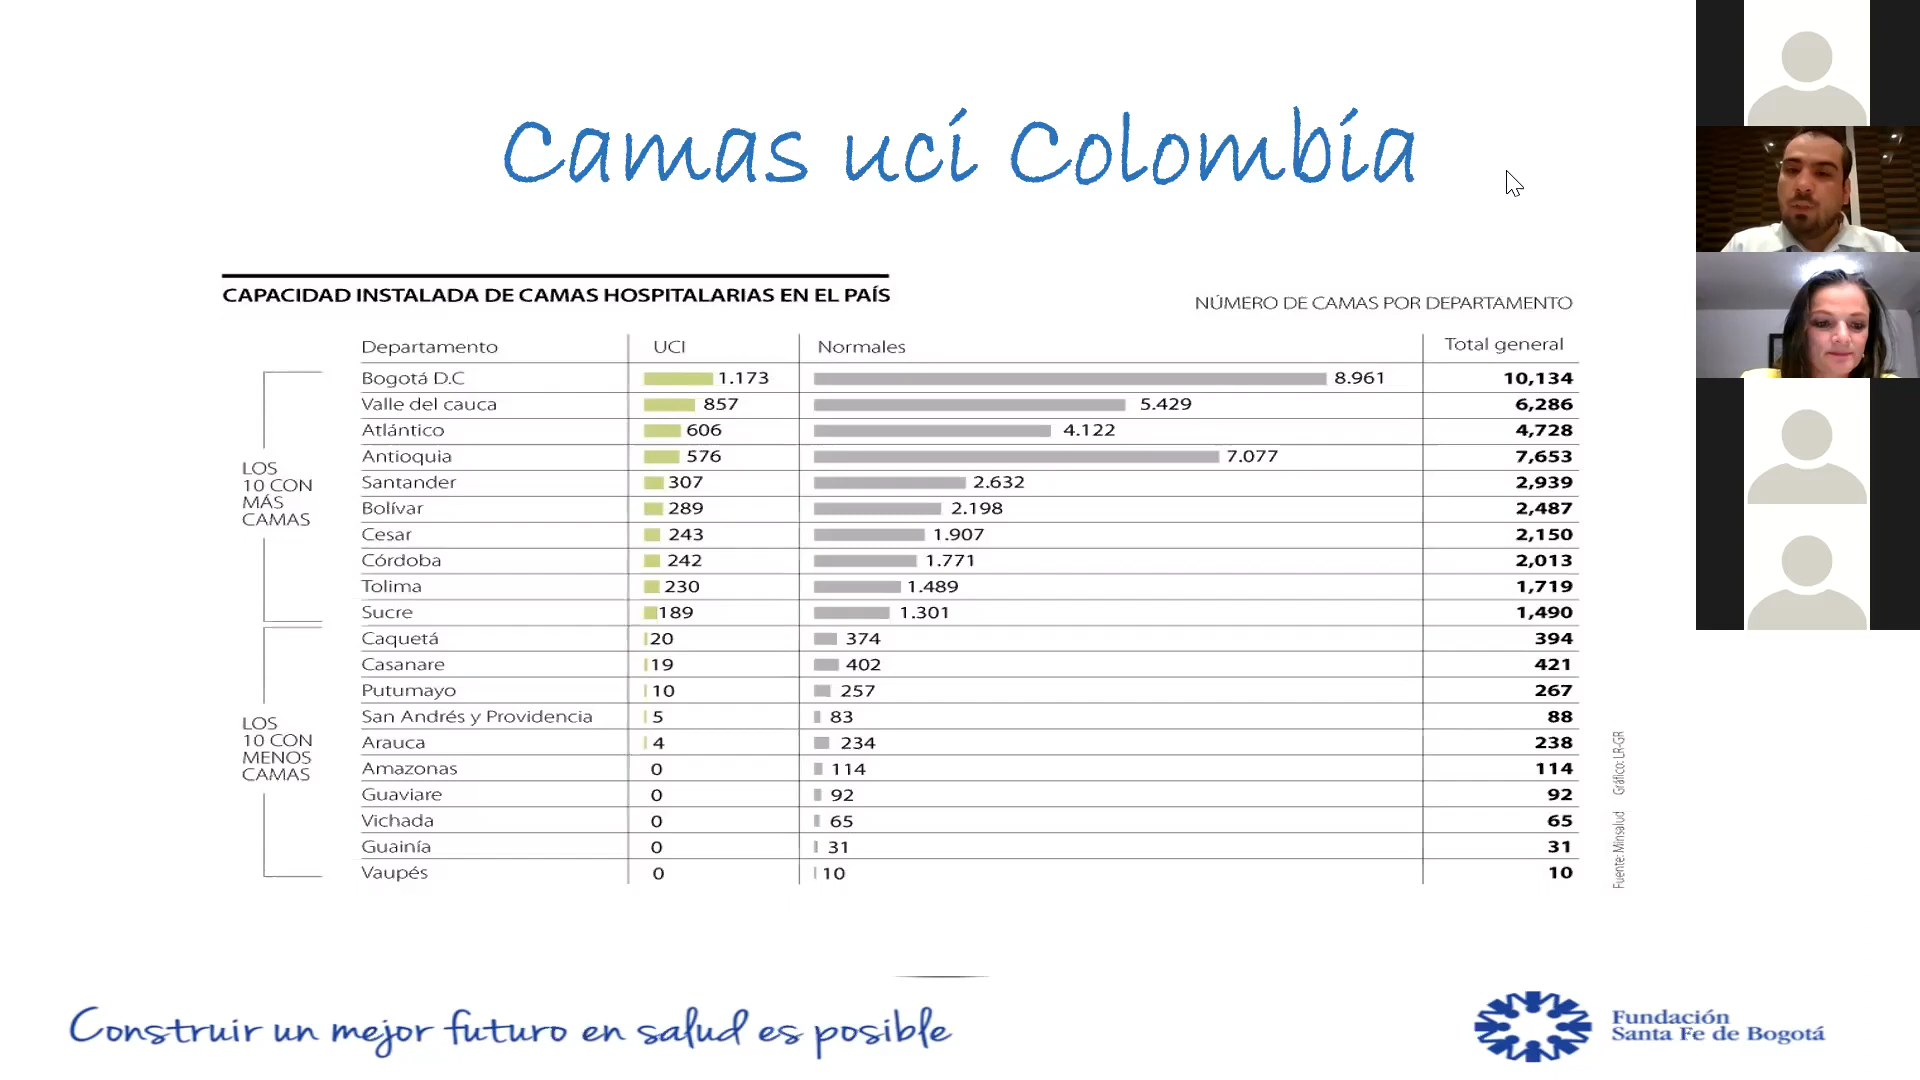 Camas uci Colombia
CAPACIDAD INSTALADA DE CAMAS HOSPITALARIAS EN EL PAÍS
NÚMERO DE CAMAS POR DEPARTAMENTO
Departamento UCI Normales Total general
LOS
10 CON
MÁS
CAMAS
Bogotá D.C 1.173 8.961 10,134
Valle del cauca 857 5.429 6,286
Atlántico 606 4.122 4,728
Antioquia 576 7.077 7,653
Santander 307 2.632 2,939
Bolívar 289 2.198 2,487
Cesar 243 1.907 2,150
Córdoba 242 1.771 2,013
Tolima 230 1.489 1,719
Sucre 189 1.301 1,490
LOS
10 CON
MENOS
CAMAS
Caquetá 20 374 394
Casanare 19 402 421
Putumayo 10 257 267
San Andrés y Providencia 5 83 88
Arauca 4 234 238
Amazonas 0 114 114
Guaviare 0 92 92
Vichada 0 65 65
Guainía 0 31 31
Vaupés 0 10 10
Fuente: Minsalud Gráfico: LR-GR
Construir un mejor futuro en salud es posible
Fundación
Santa Fe de Bogotá